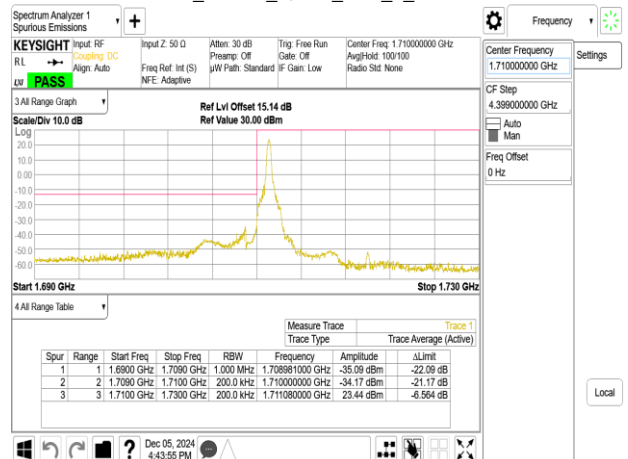 Spectrum Analyzer 1
Spurious Emissions
Frequency
KEYSIGHT Input: RF Input Z: 50 Ω Atten: 30 dB Trig: Free Run Center Freq: 1.710000000 GHz
RL Coupling: DC Preamp: Off Gate: Off Avg|Hold: 100/100
Align: Auto Freq Ref: Int (S) µW Path: Standard IF Gain: Low Radio Std: None
LXI PASS NFE: Adaptive
Center Frequency
1.710000000 GHz
Settings
CF Step
4.399000000 GHz
Auto
Man
Freq Offset
0 Hz
3 All Range Graph
Ref Lvl Offset 15.14 dB
Scale/Div 10.0 dB Ref Value 30.00 dBm
Log
20.0
10.0
0.00
-10.0
-20.0
-30.0
-40.0
-50.0
-60.0
Start 1.690 GHz Stop 1.730 GHz
4 All Range Table
Measure Trace Trace 1
Trace Type Trace Average (Active)
Spur Range Start Freq Stop Freq RBW Frequency Amplitude ΔLimit
1 1 1.6900 GHz 1.7090 GHz 1.000 MHz 1.708981000 GHz -35.09 dBm -22.09 dB
2 2 1.7090 GHz 1.7100 GHz 200.0 kHz 1.710000000 GHz -34.17 dBm -21.17 dB
3 3 1.7100 GHz 1.7300 GHz 200.0 kHz 1.711080000 GHz 23.44 dBm -6.564 dB
Local
Dec 05, 2024
4:43:55 PM